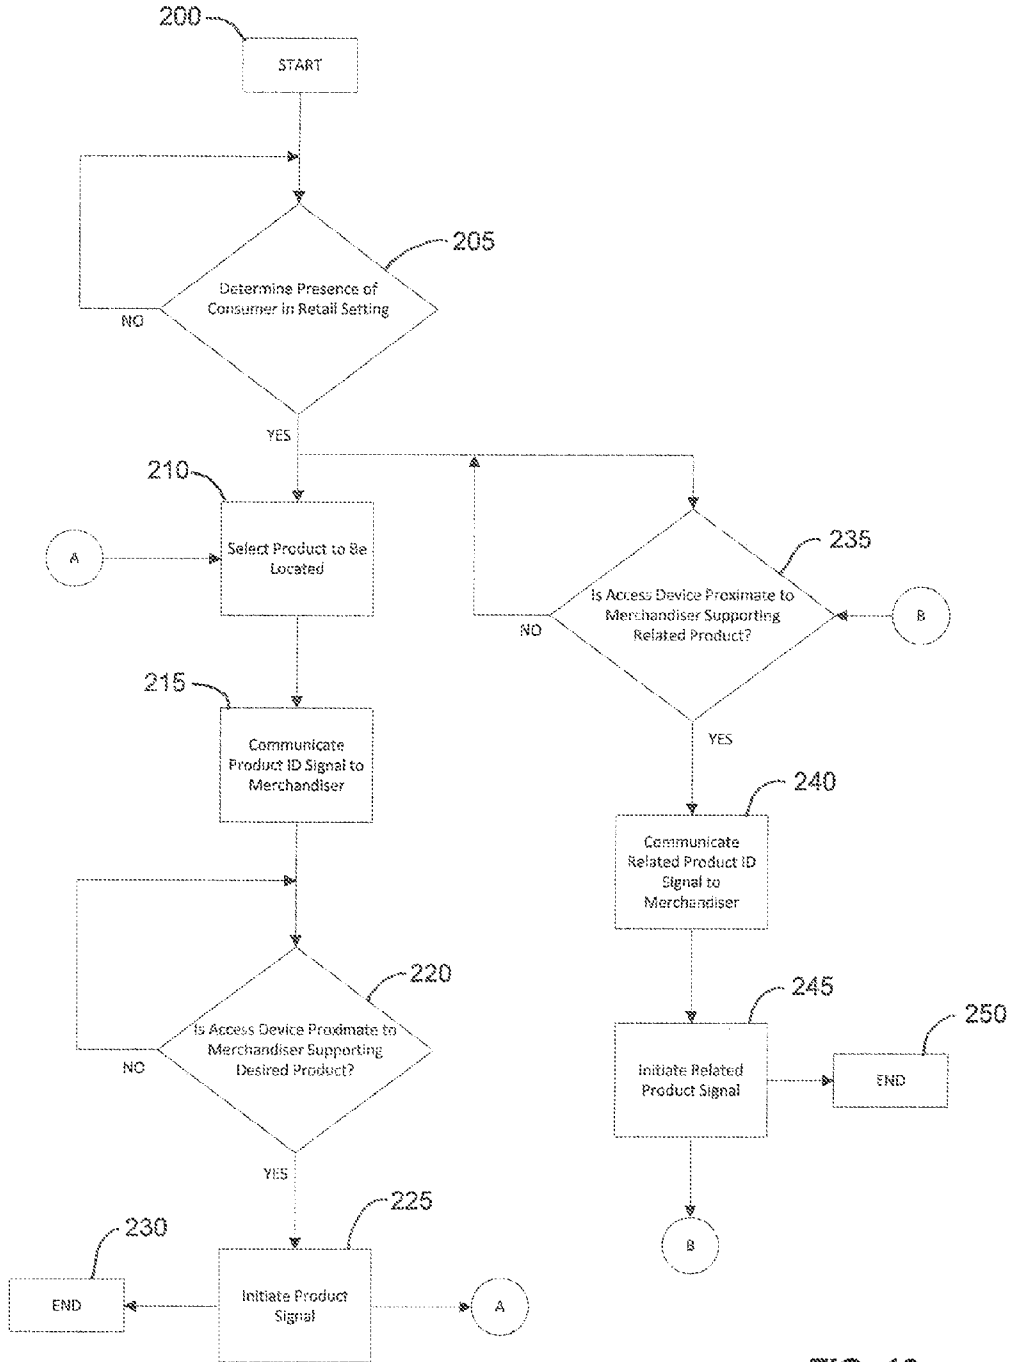 200
START
205
Determine Presence of
Consumer in Retail Setting
NO
YES
210
Select Product to Be
Located
A
235
Is Access Device Proximate to
Merchandiser Supporting
Related Product?
B
NO
YES
215
Communicate
Product ID Signal to
Merchandiser
240
Communicate
Related Product ID
Signal to
Merchandiser
220
Is Access Device Proximate to
Merchandiser Supporting
Desired Product?
NO
YES
245
Initiate Related
Product Signal
250
END
B
225
Initiate Product
Signal
230
END
A